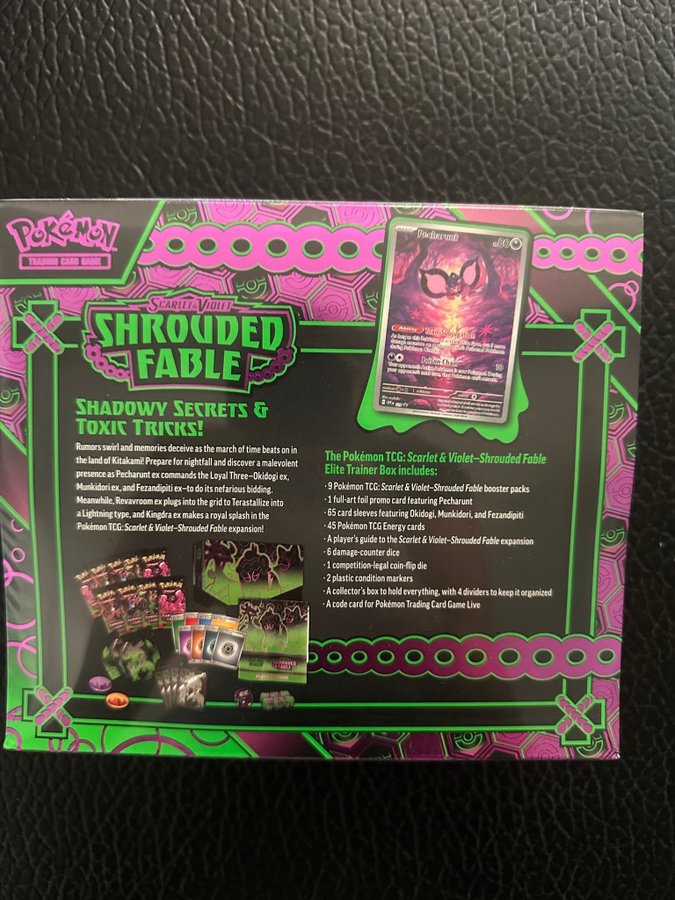 Pokémon
TRADING CARD GAME
Pecharunt
HP 80
Poison Chain
10
SCARLET & VIOLET
SHROUDED
FABLE
SHADOWY SECRETS &
TOXIC TRICKS!
Rumors swirl and memories deceive as the march of time beats on in
the land of Kitakami! Prepare for nightfall and discover a malevolent
presence as Pecharunt ex commands the Loyal Three—Okidogi ex,
Munkidori ex, and Fezandipiti ex—to do its nefarious bidding.
Meanwhile, Revavroom ex plugs into the grid to Terastallize into
a Lightning type, and Kingdra ex makes a royal splash in the
Pokémon TCG: Scarlet & Violet—Shrouded Fable expansion!
The Pokémon TCG: Scarlet & Violet—Shrouded Fable
Elite Trainer Box includes:
· 9 Pokémon TCG: Scarlet & Violet—Shrouded Fable booster packs
· 1 full-art foil promo card featuring Pecharunt
· 65 card sleeves featuring Okidogi, Munkidori, and Fezandipiti
· 45 Pokémon TCG Energy cards
· A player's guide to the Scarlet & Violet—Shrouded Fable expansion
· 6 damage-counter dice
· 1 competition-legal coin-flip die
· 2 plastic condition markers
· A collector's box to hold everything, with 4 dividers to keep it organized
· A code card for Pokémon Trading Card Game Live
SHROUDED
FABLE